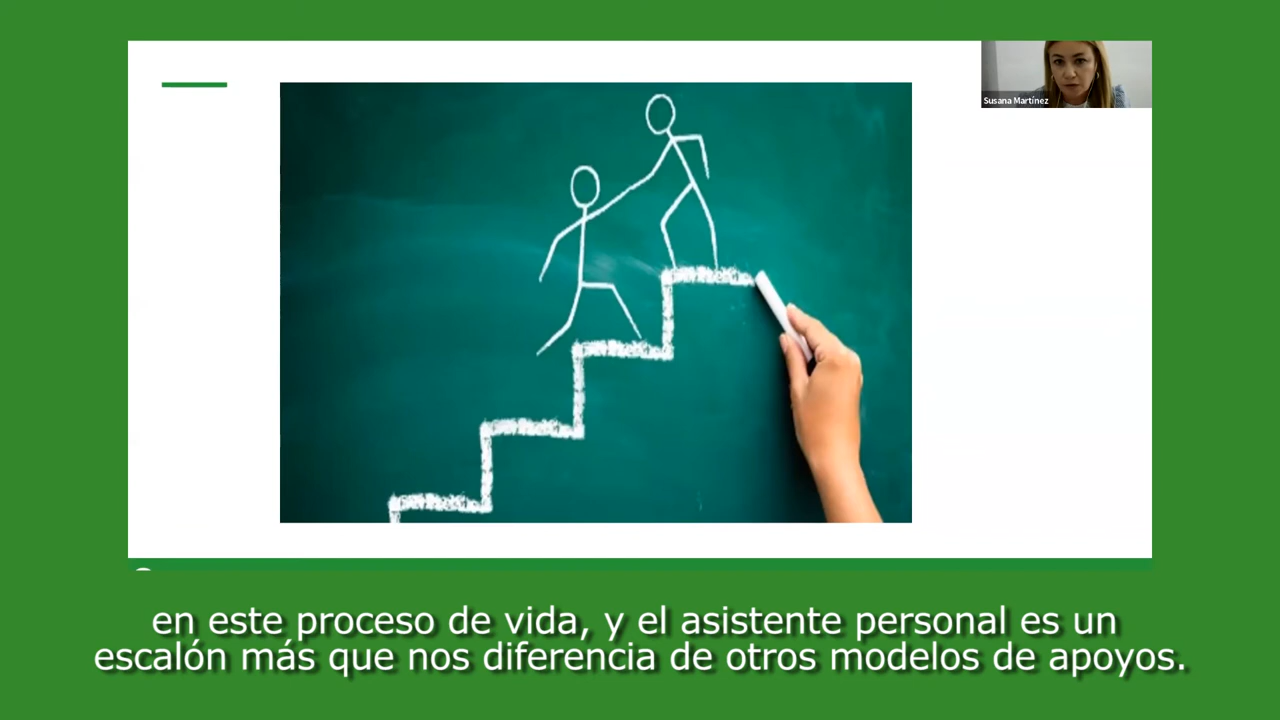 Susana Martínez
en este proceso de vida, y el asistente personal es un
escalón más que nos diferencia de otros modelos de apoyos.